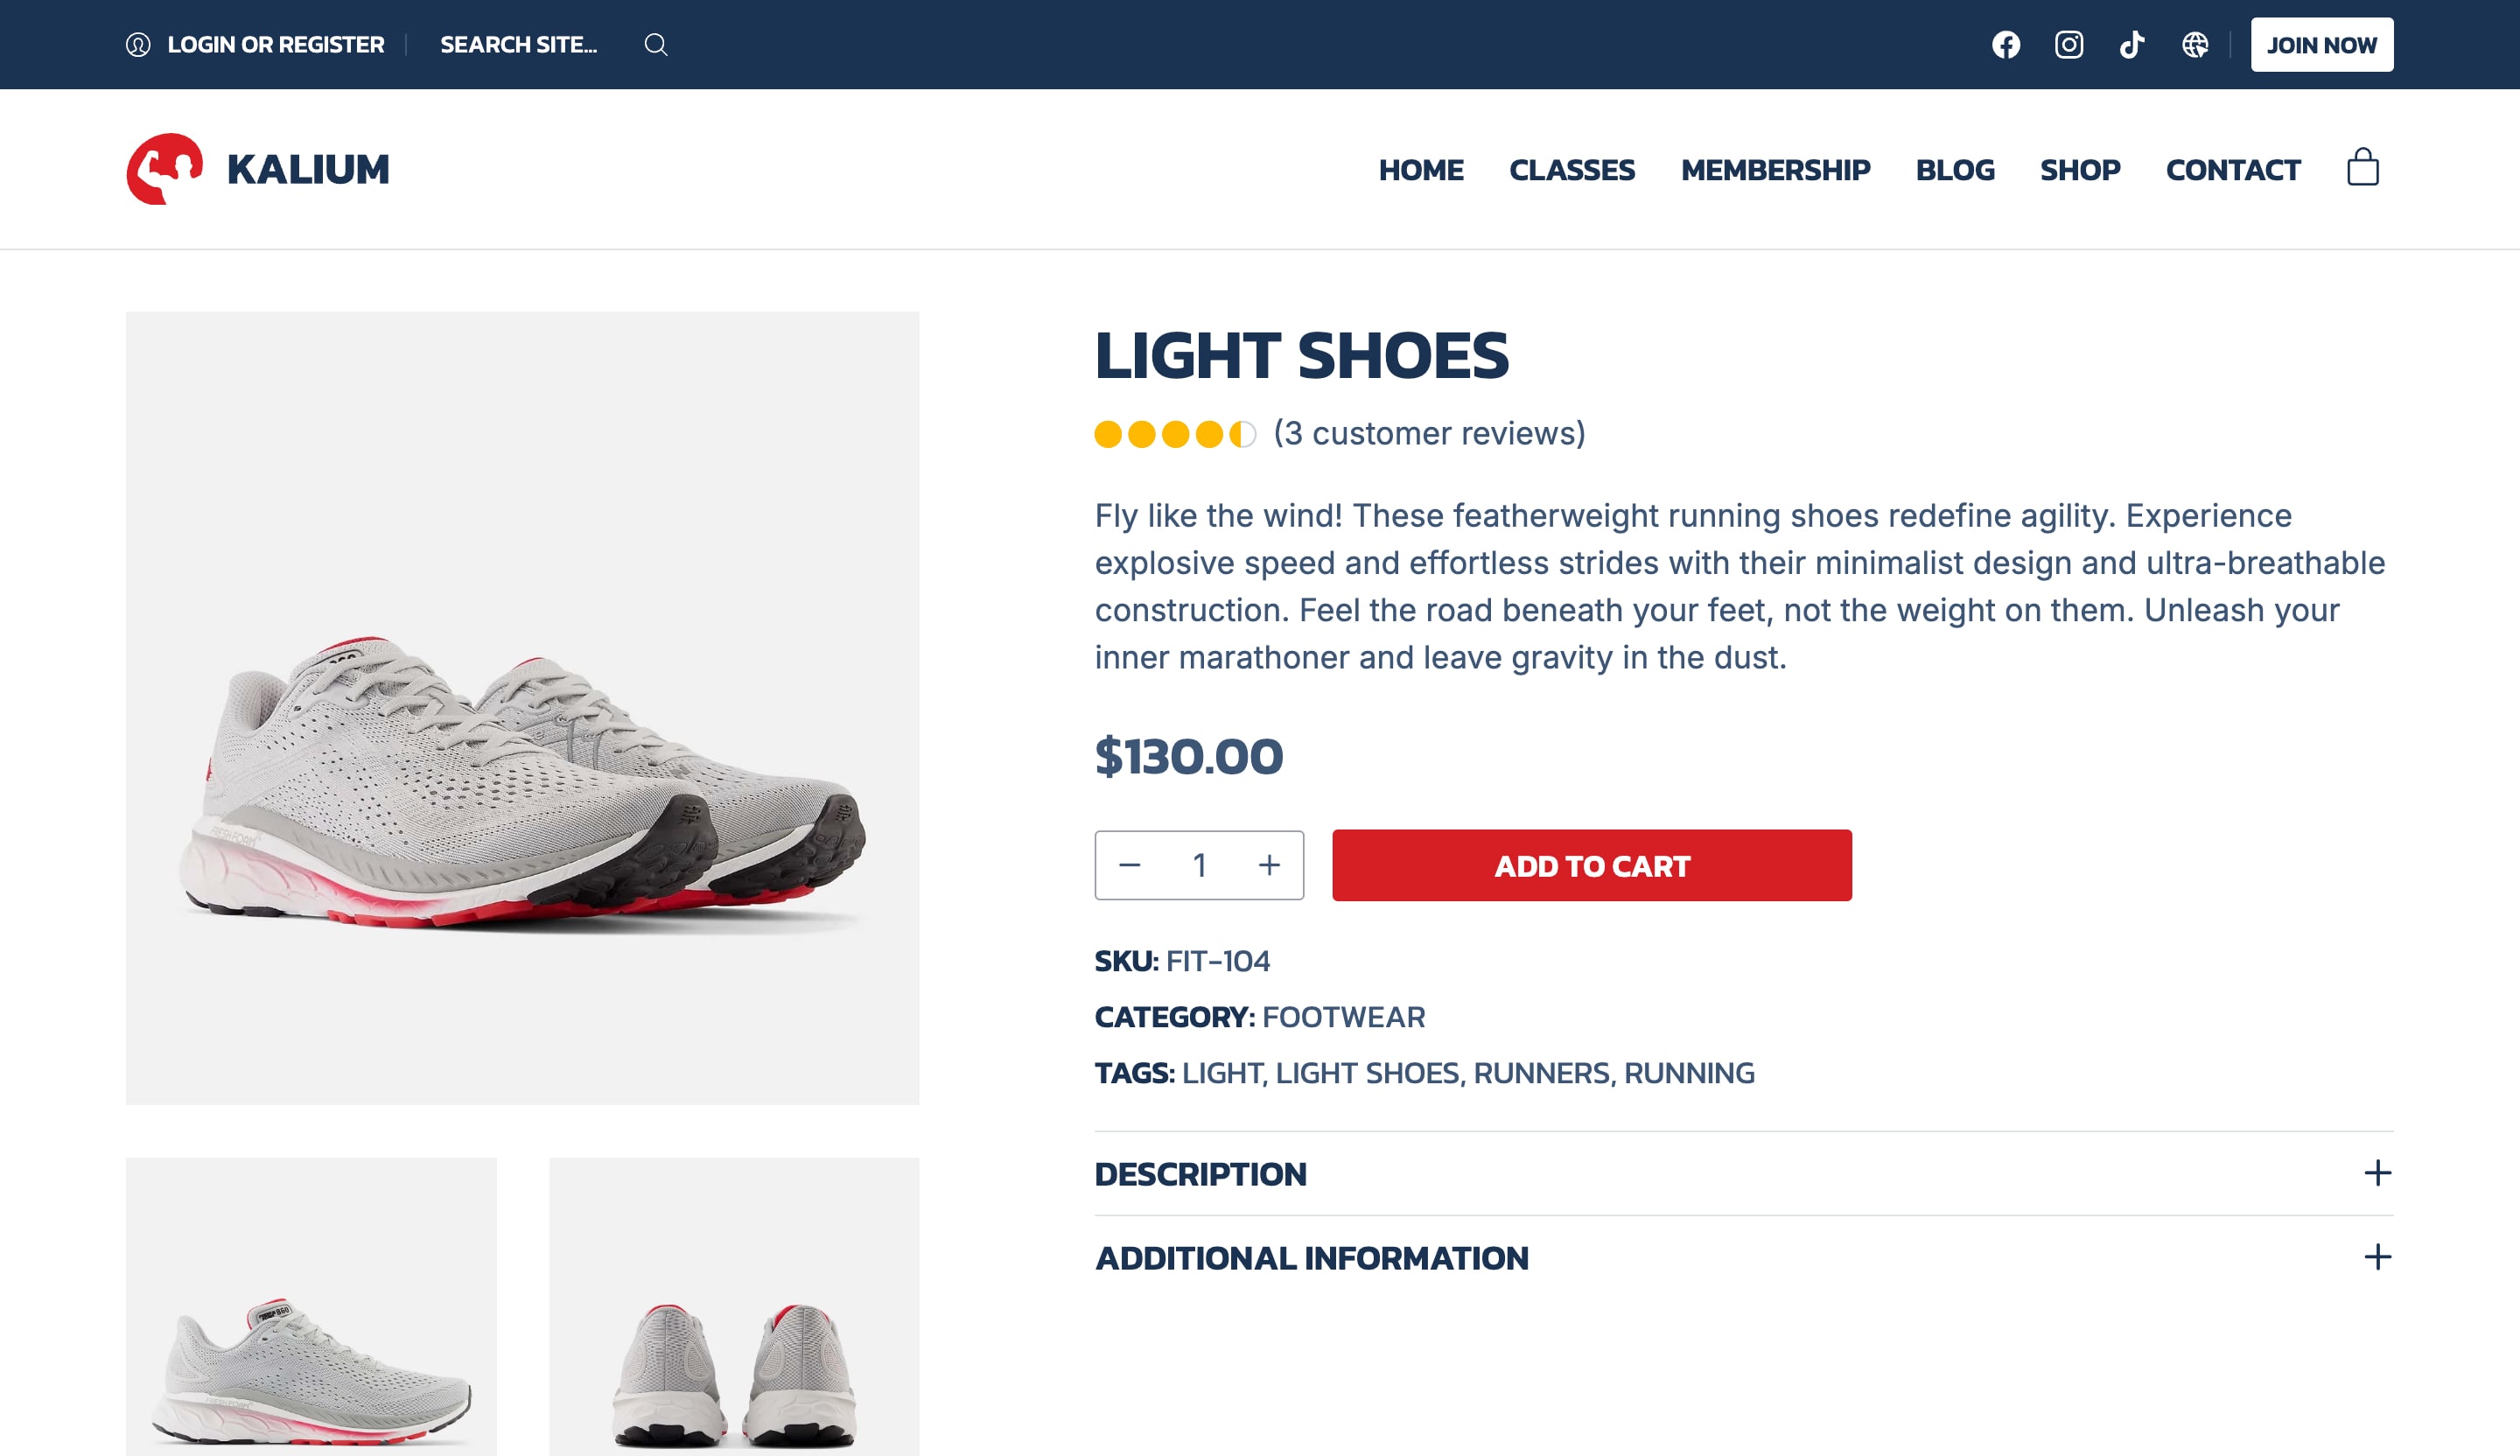 LOGIN OR REGISTER
SEARCH SITE...
JOIN NOW
KALIUM
HOME CLASSES MEMBERSHIP BLOG SHOP CONTACT
LIGHT SHOES
(3 customer reviews)
Fly like the wind! These featherweight running shoes redefine agility. Experience
explosive speed and effortless strides with their minimalist design and ultra-breathable
construction. Feel the road beneath your feet, not the weight on them. Unleash your
inner marathoner and leave gravity in the dust.
$130.00
− 1 +
ADD TO CART
SKU: FIT-104
CATEGORY: FOOTWEAR
TAGS: LIGHT, LIGHT SHOES, RUNNERS, RUNNING
DESCRIPTION
ADDITIONAL INFORMATION